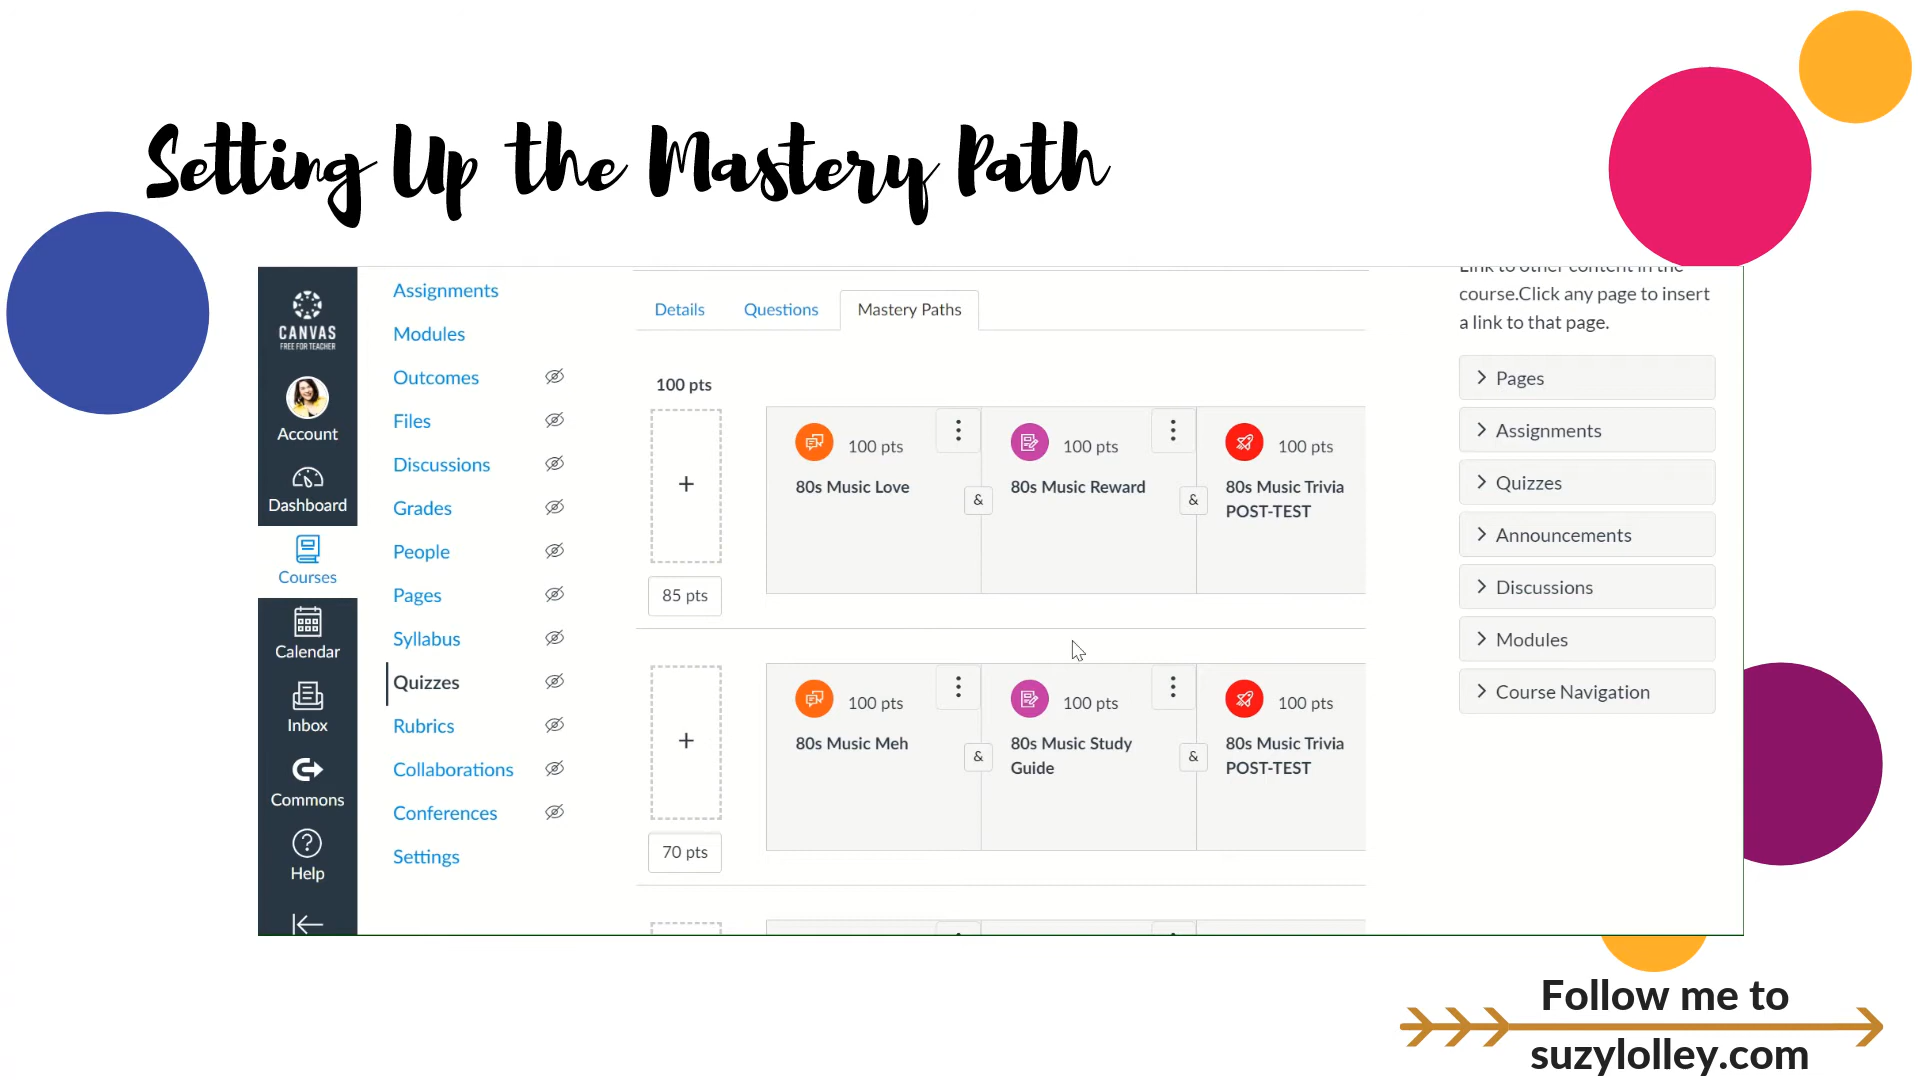 Setting Up the Mastery Path
CANVAS
FREE FOR TEACHER
Account
Dashboard
Courses
Calendar
Inbox
Commons
Help
Assignments
Modules
Outcomes
Files
Discussions
Grades
People
Pages
Syllabus
Quizzes
Rubrics
Collaborations
Conferences
Settings
Details Questions Mastery Paths
100 pts
+
85 pts
100 pts
80s Music Love
&
100 pts
80s Music Reward
&
100 pts
80s Music Trivia
POST-TEST
+
70 pts
100 pts
80s Music Meh
&
100 pts
80s Music Study
Guide
&
100 pts
80s Music Trivia
POST-TEST
Link to other content in the
course.Click any page to insert
a link to that page.
Pages
Assignments
Quizzes
Announcements
Discussions
Modules
Course Navigation
Follow me to
suzylolley.com